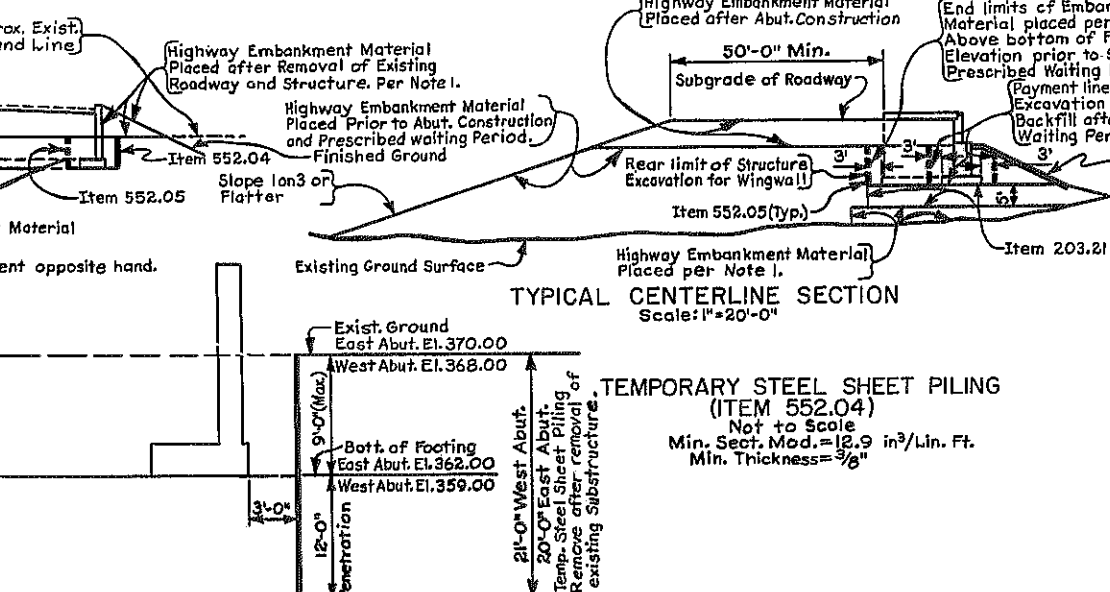 Exist.
Line
Highway Embankment Material
Placed after Removal of Existing
Roadway and Structure. Per Note 1.
Highway Embankment Material
Placed Prior to Abut. Construction
and Prescribed waiting Period.
Finished Ground
Item 552.04
Item 552.05
Slope 1on3 or
Flatter
Material
opposite hand.
Existing Ground Surface
Highway Embankment Material
Placed after Abut. Construction
50'-0" Min.
Subgrade of Roadway
End limits of
Material placed
Above bottom of
Elevation prior to
Prescribed Waiting
Payment line
Excavation
Backfill
Waiting
3'
3'
3'
5'
Rear limit of Structure
Excavation for Wingwall
Item 552.05 (Typ.)
Item 203.21
Highway Embankment Material
Placed per Note 1.
TYPICAL CENTERLINE SECTION
Scale: 1"=20'-0"
Exist. Ground
East Abut. El. 370.00
West Abut. El. 368.00
9'-0" (Max)
Bott. of Footing
East Abut. El. 362.00
West Abut. El. 359.00
3'-0"
12'-0"
21'-0" West Abut.
20'-0" East Abut.
Temp. Steel Sheet Piling
Remove after removal of
existing Substructure.
TEMPORARY STEEL SHEET PILING
(ITEM 552.04)
Not to Scale
Min. Sect. Mod.=12.9 in³/Lin. Ft.
Min. Thickness=3/8"